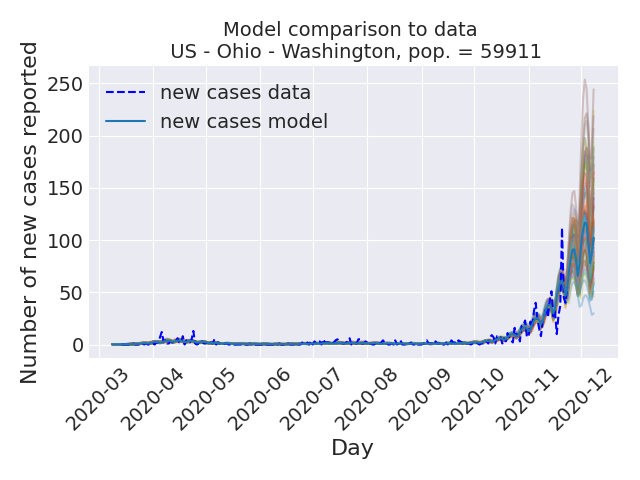 Model comparison to data
US - Ohio - Washington, pop. = 59911
new cases data
new cases model
Number of new cases reported
250
200
150
100
50
0
2020-03
2020-04
2020-05
2020-06
2020-07
2020-08
2020-09
2020-10
2020-11
2020-12
Day